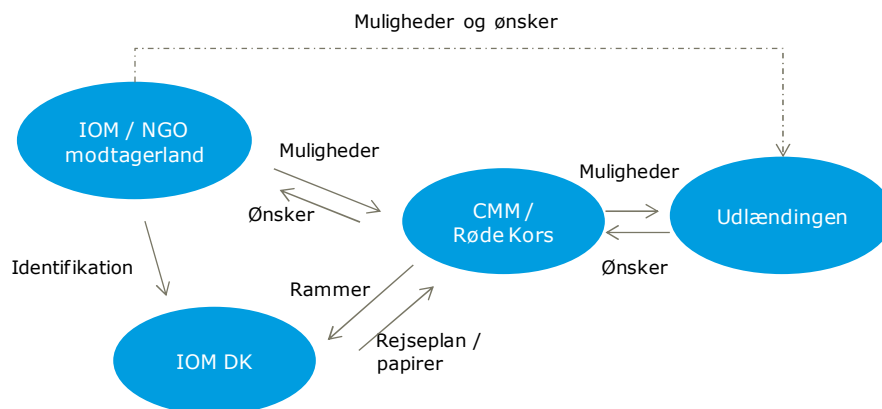 Muligheder og ønsker
IOM / NGO
modtagerland
Muligheder
Ønsker
CMM /
Røde Kors
Muligheder
Ønsker
Udlændingen
Identifikation
Rammer
Rejseplan /
papirer
IOM DK